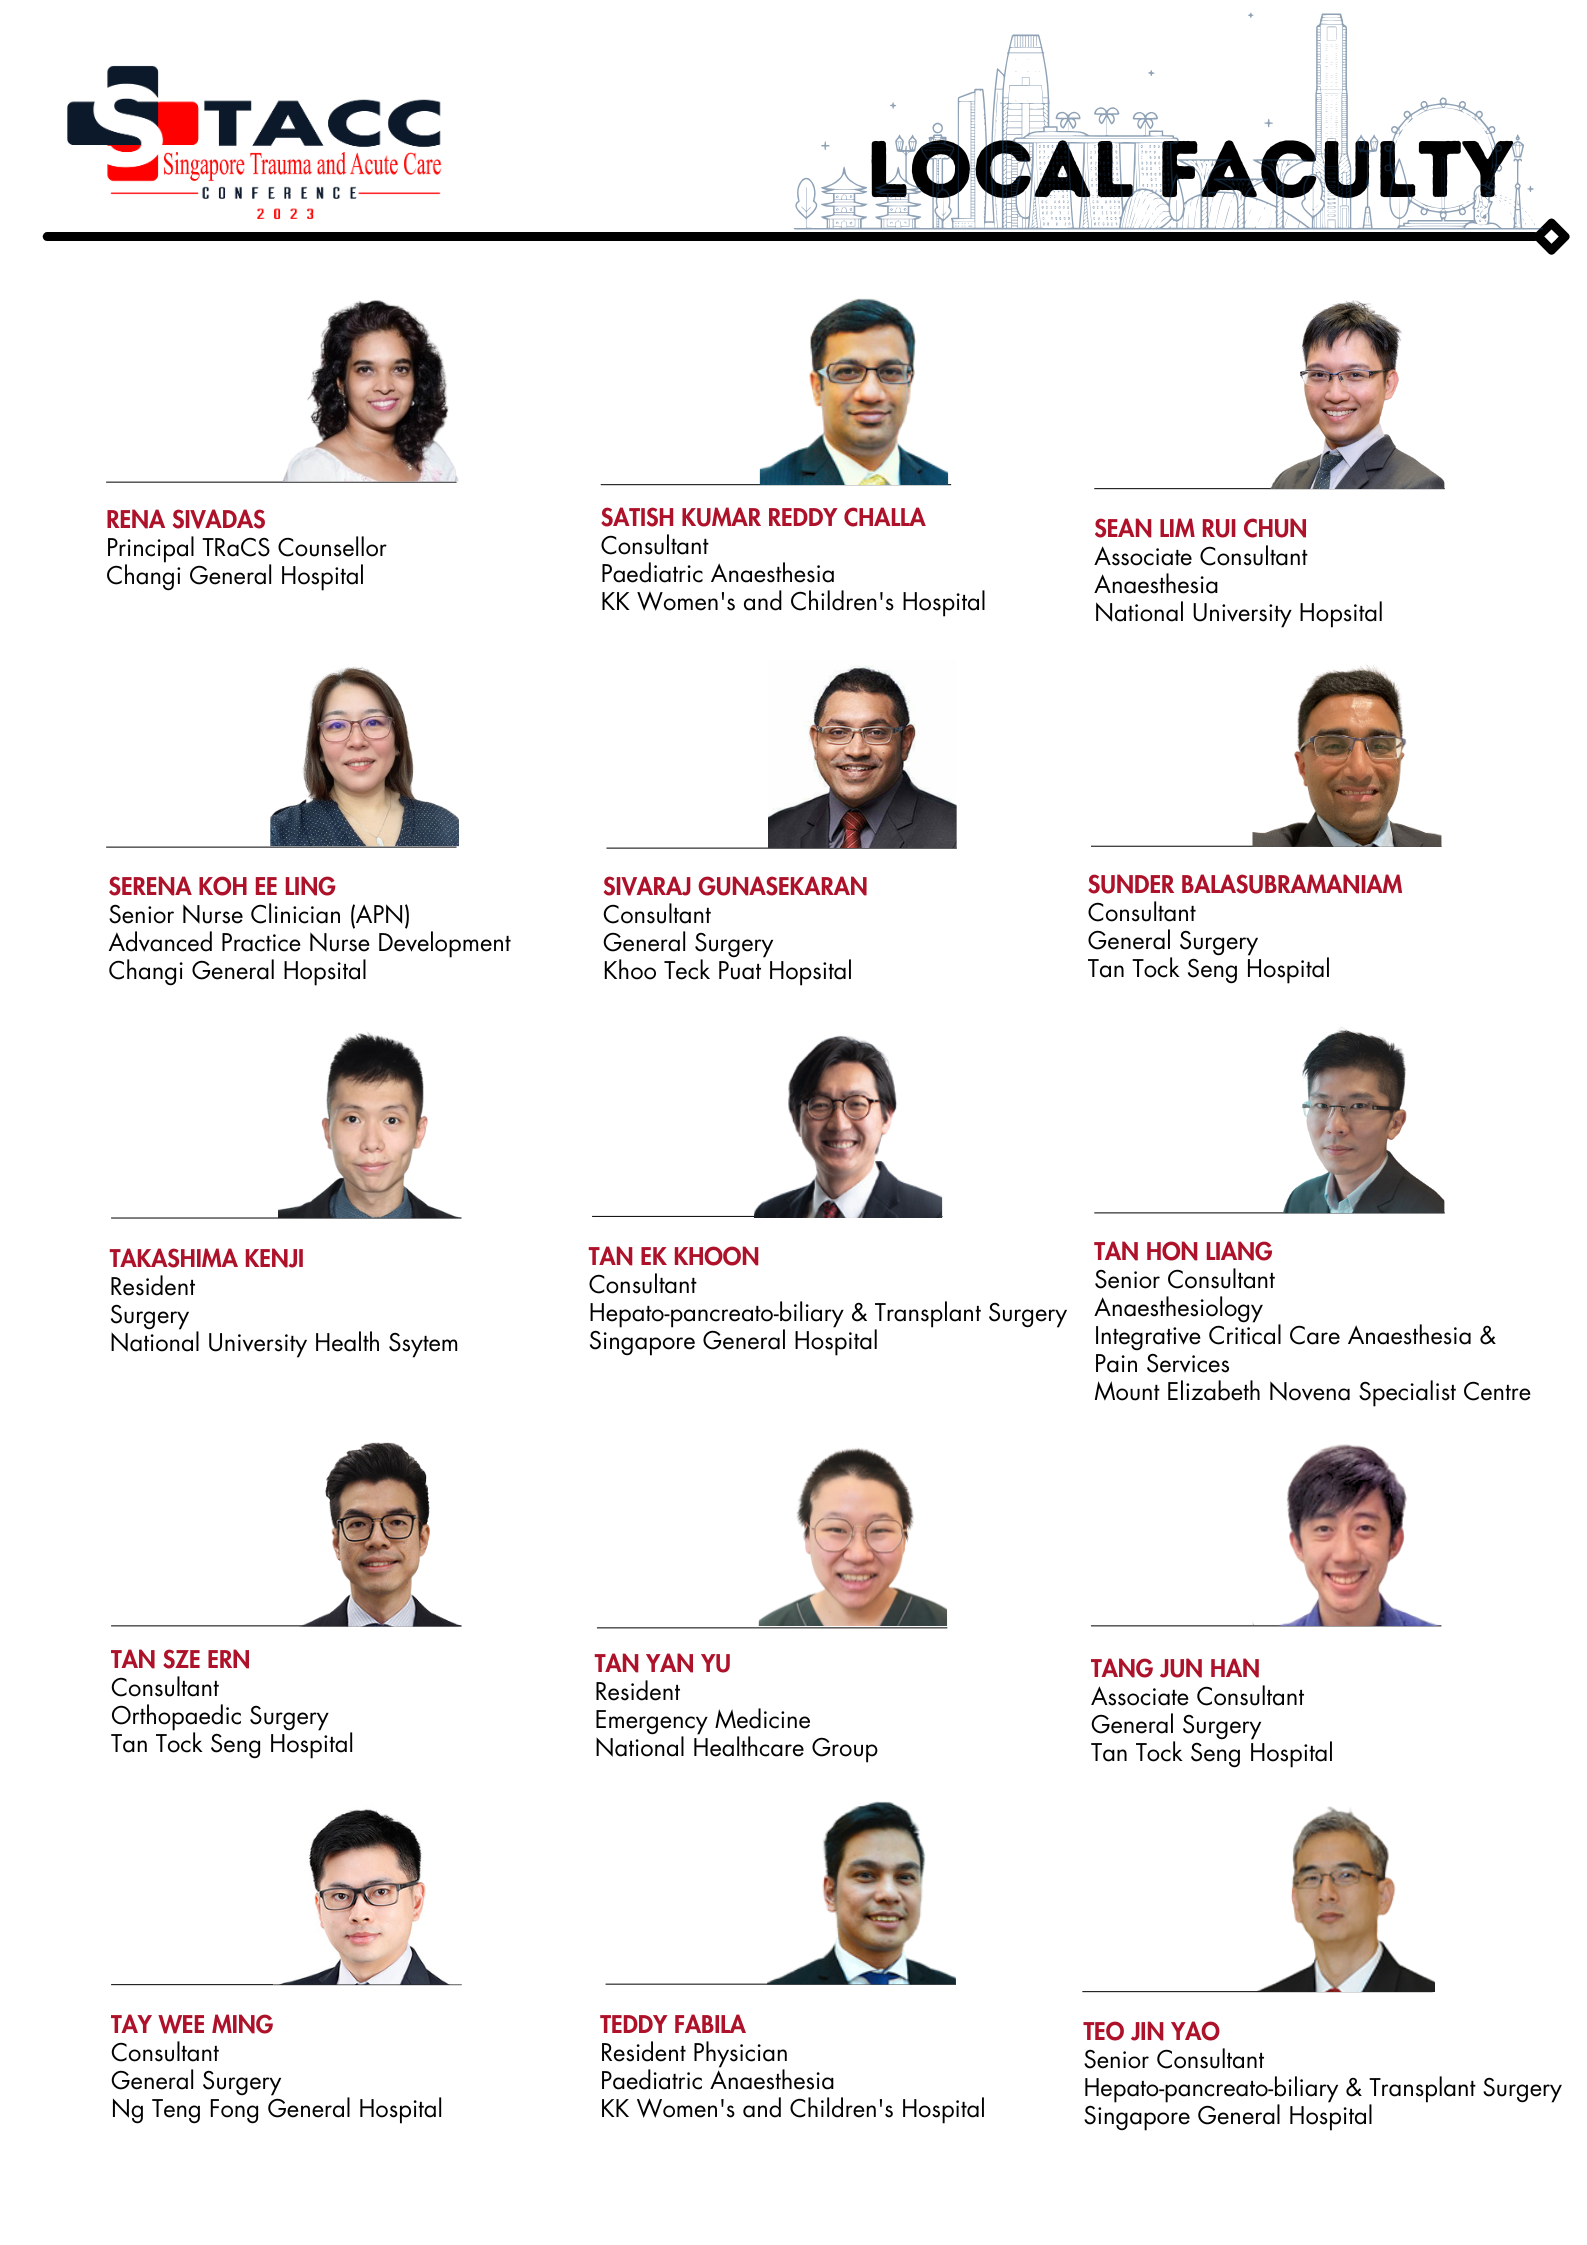 STACC
Singapore Trauma and Acute Care
CONFERENCE
2023
LOCAL FACULTY
RENA SIVADAS
Principal TRaCS Counsellor
Changi General Hospital
SATISH KUMAR REDDY CHALLA
Consultant
Paediatric Anaesthesia
KK Women's and Children's Hospital
SEAN LIM RUI CHUN
Associate Consultant
Anaesthesia
National University Hopsital
SERENA KOH EE LING
Senior Nurse Clinician (APN)
Advanced Practice Nurse Development
Changi General Hopsital
SIVARAJ GUNASEKARAN
Consultant
General Surgery
Khoo Teck Puat Hopsital
SUNDER BALASUBRAMANIAM
Consultant
General Surgery
Tan Tock Seng Hospital
TAKASHIMA KENJI
Resident
Surgery
National University Health Ssytem
TAN EK KHOON
Consultant
Hepato-pancreato-biliary & Transplant Surgery
Singapore General Hospital
TAN HON LIANG
Senior Consultant
Anaesthesiology
Integrative Critical Care Anaesthesia &
Pain Services
Mount Elizabeth Novena Specialist Centre
TAN SZE ERN
Consultant
Orthopaedic Surgery
Tan Tock Seng Hospital
TAN YAN YU
Resident
Emergency Medicine
National Healthcare Group
TANG JUN HAN
Associate Consultant
General Surgery
Tan Tock Seng Hospital
TAY WEE MING
Consultant
General Surgery
Ng Teng Fong General Hospital
TEDDY FABILA
Resident Physician
Paediatric Anaesthesia
KK Women's and Children's Hospital
TEO JIN YAO
Senior Consultant
Hepato-pancreato-biliary & Transplant Surgery
Singapore General Hospital